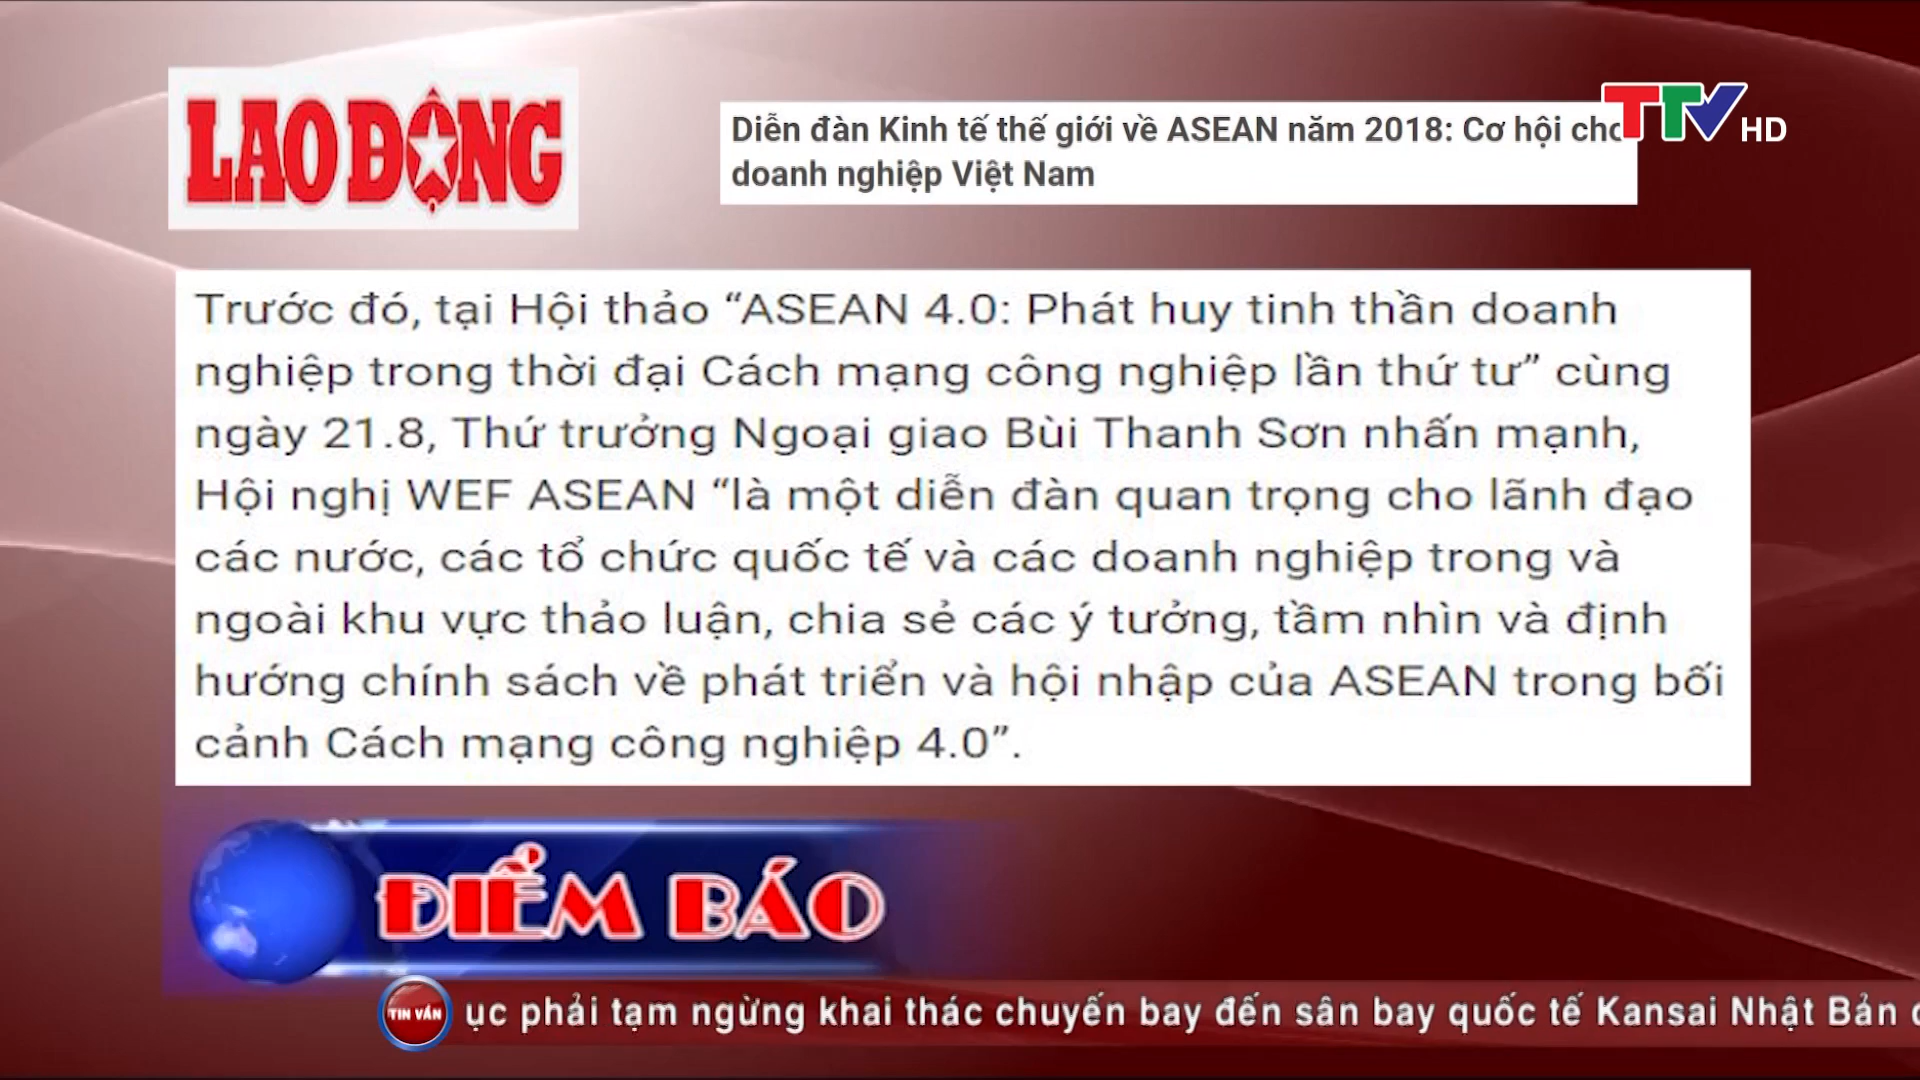 LAO ĐỘNG
Diễn đàn Kinh tế thế giới về ASEAN năm 2018: Cơ hội cho
doanh nghiệp Việt Nam
TTV HD
Trước đó, tại Hội thảo “ASEAN 4.0: Phát huy tinh thần doanh
nghiệp trong thời đại Cách mạng công nghiệp lần thứ tư” cùng
ngày 21.8, Thứ trưởng Ngoại giao Bùi Thanh Sơn nhấn mạnh,
Hội nghị WEF ASEAN “là một diễn đàn quan trọng cho lãnh đạo
các nước, các tổ chức quốc tế và các doanh nghiệp trong và
ngoài khu vực thảo luận, chia sẻ các ý tưởng, tầm nhìn và định
hướng chính sách về phát triển và hội nhập của ASEAN trong bối
cảnh Cách mạng công nghiệp 4.0”.
ĐIỂM BÁO
TIN VẮN
ục phải tạm ngừng khai thác chuyến bay đến sân bay quốc tế Kansai Nhật Bản